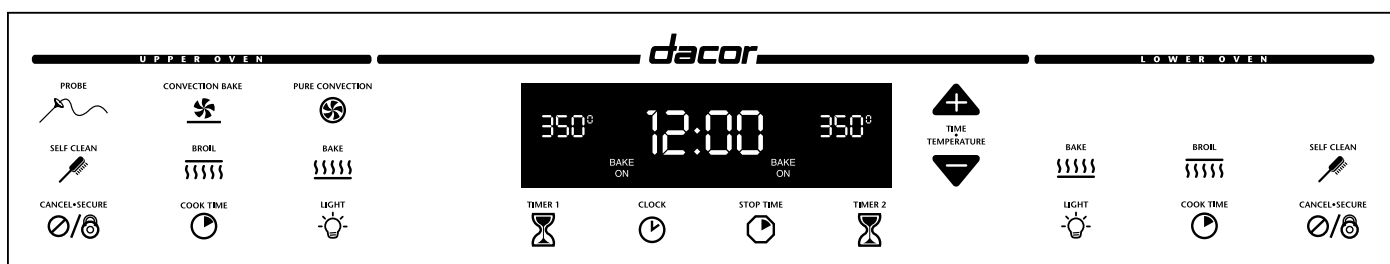 dacor
UPPER OVEN
LOWER OVEN
PROBE
CONVECTION BAKE
PURE CONVECTION
SELF CLEAN
BROIL
BAKE
CANCEL•SECURE
COOK TIME
LIGHT
350°
12:00
350°
BAKE
ON
BAKE
ON
TIMER 1
CLOCK
STOP TIME
TIMER 2
TIME
•
TEMPERATURE
BAKE
BROIL
SELF CLEAN
LIGHT
COOK TIME
CANCEL•SECURE